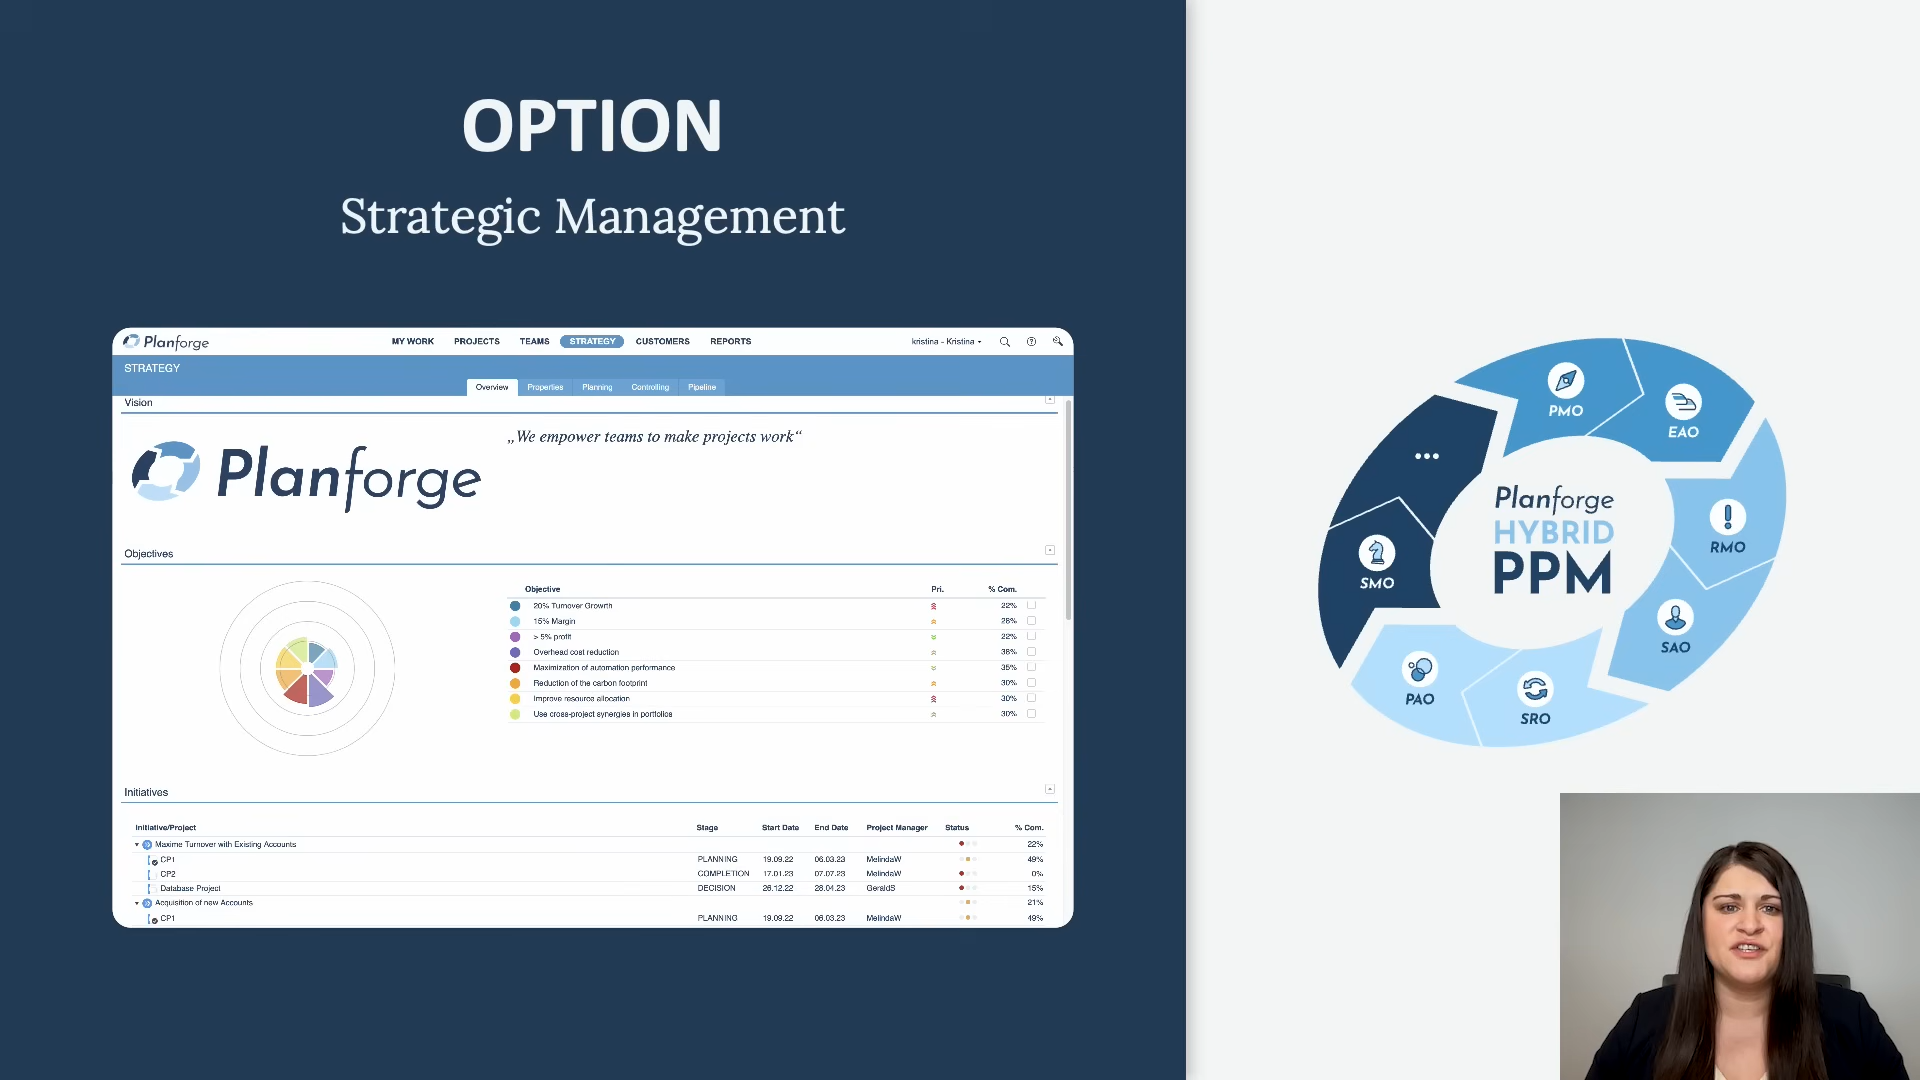 OPTION
Strategic Management
Planforge
MY WORK PROJECTS TEAMS STRATEGY CUSTOMERS REPORTS
kristina - Kristina
STRATEGY
Overview Properties Planning Controlling Pipeline
Vision
Planforge
„We empower teams to make projects work“
Objectives
Objective Pri. % Com.
20% Turnover Growth 22%
15% Margin 28%
> 5% profit 22%
Overhead cost reduction 38%
Maximization of automation performance 35%
Reduction of the carbon footprint 30%
Improve resource allocation 30%
Use cross-project synergies in portfolios 30%
Initiatives
Initiative/Project Stage Start Date End Date Project Manager Status % Com.
Maxime Turnover with Existing Accounts 22%
CP1 PLANNING 19.09.22 06.03.23 MelindaW 49%
CP2 COMPLETION 17.01.23 07.07.23 MelindaW 0%
Database Project DECISION 26.12.22 28.04.23 GeraldS 15%
Acquisition of new Accounts 21%
CP1 PLANNING 19.09.22 06.03.23 MelindaW 49%
PMO
EAO
RMO
SAO
SRO
PAO
SMO
...
Planforge
HYBRID
PPM